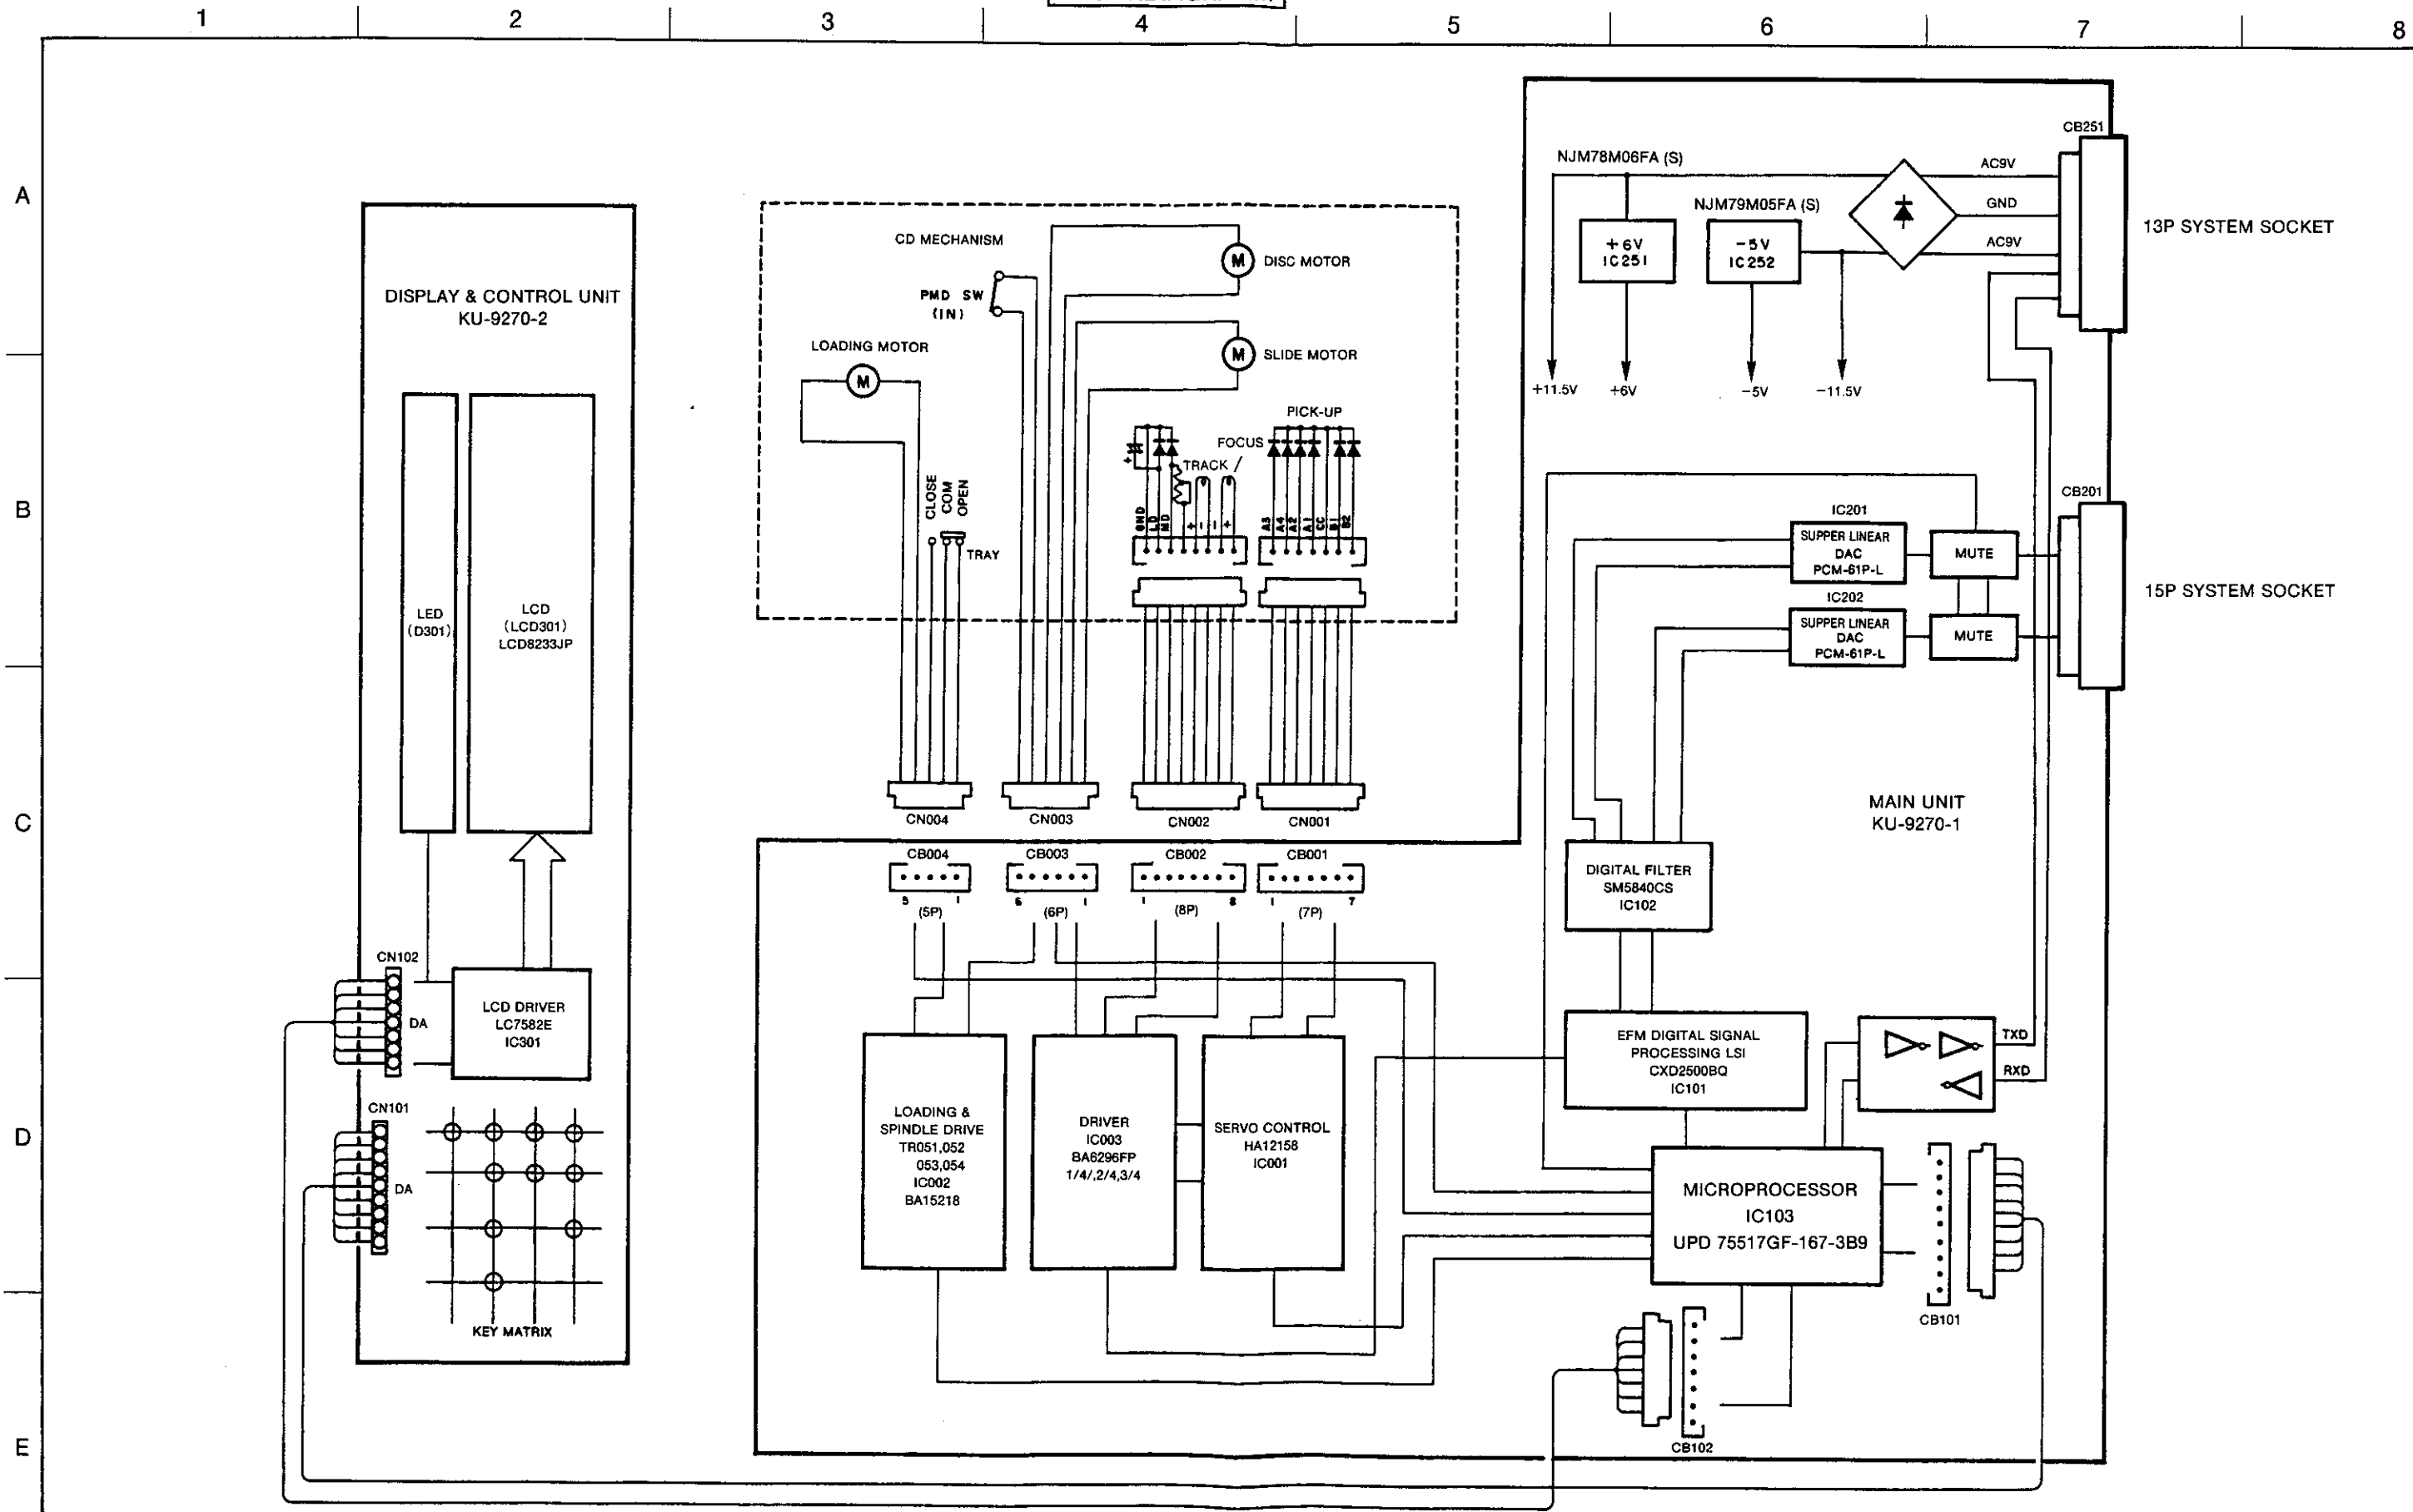 1 2 3 4 5 6 7 8
A
B
C
D
E
DISPLAY & CONTROL UNIT
KU-9270-2
LED
(D301)
LCD
(LCD301)
LCD8233JP
CN102
DA
LCD DRIVER
LC7582E
IC301
CN101
DA
KEY MATRIX
CD MECHANISM
PMD SW
(IN)
M
DISC MOTOR
M
SLIDE MOTOR
LOADING MOTOR
M
CLOSE
COM
OPEN
TRAY
PICK-UP
FOCUS
TRACK /
+
GND
LD
MD
+
−
−
+
A3
A4
A2
A1
CC
B1
B2
CN004
CN003
CN002
CN001
CB004
5 1
(5P)
CB003
6 1
(6P)
CB002
1 8
(8P)
CB001
1 7
(7P)
LOADING &
SPINDLE DRIVE
TR051,052
053,054
IC002
BA15218
DRIVER
IC003
BA6296FP
1/4/,2/4,3/4
SERVO CONTROL
HA12158
IC001
NJM78M06FA (S)
+6V
IC251
NJM79M05FA (S)
−5V
IC252
+11.5V
+6V
−5V
−11.5V
AC9V
GND
AC9V
CB251
13P SYSTEM SOCKET
IC201
SUPPER LINEAR
DAC
PCM-61P-L
MUTE
IC202
SUPPER LINEAR
DAC
PCM-61P-L
MUTE
CB201
15P SYSTEM SOCKET
MAIN UNIT
KU-9270-1
DIGITAL FILTER
SM5840CS
IC102
EFM DIGITAL SIGNAL
PROCESSING LSI
CXD2500BQ
IC101
TXD
RXD
MICROPROCESSOR
IC103
UPD 75517GF-167-3B9
CB101
CB102